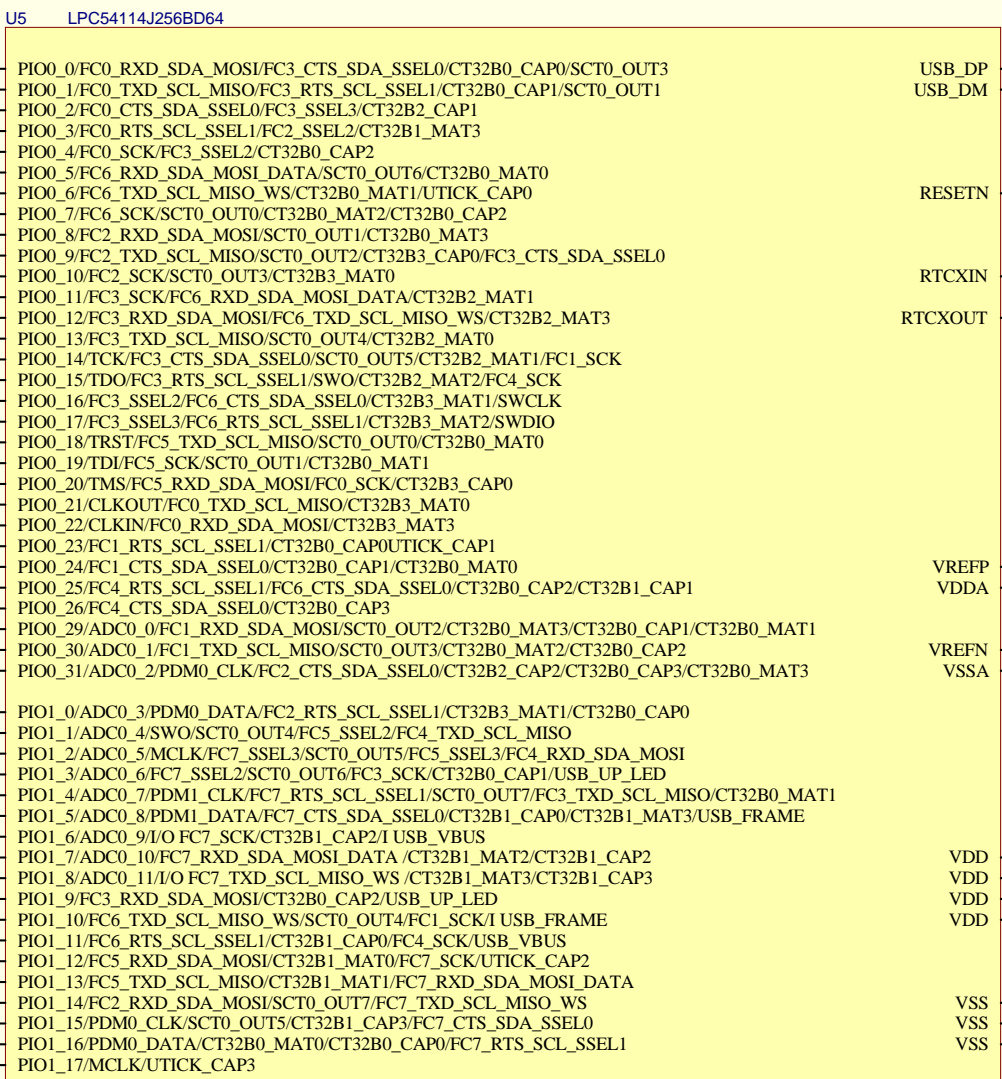 U5 LPC54114J256BD64
PIO0_0/FC0_RXD_SDA_MOSI/FC3_CTS_SDA_SSEL0/CT32B0_CAP0/SCT0_OUT3 USB_DP
PIO0_1/FC0_TXD_SCL_MISO/FC3_RTS_SCL_SSEL1/CT32B0_CAP1/SCT0_OUT1 USB_DM
PIO0_2/FC0_CTS_SDA_SSEL0/FC3_SSEL3/CT32B2_CAP1
PIO0_3/FC0_RTS_SCL_SSEL1/FC2_SSEL2/CT32B1_MAT3
PIO0_4/FC0_SCK/FC3_SSEL2/CT32B0_CAP2
PIO0_5/FC6_RXD_SDA_MOSI_DATA/SCT0_OUT6/CT32B0_MAT0
PIO0_6/FC6_TXD_SCL_MISO_WS/CT32B0_MAT1/UTICK_CAP0 RESETN
PIO0_7/FC6_SCK/SCT0_OUT0/CT32B0_MAT2/CT32B0_CAP2
PIO0_8/FC2_RXD_SDA_MOSI/SCT0_OUT1/CT32B0_MAT3
PIO0_9/FC2_TXD_SCL_MISO/SCT0_OUT2/CT32B3_CAP0/FC3_CTS_SDA_SSEL0
PIO0_10/FC2_SCK/SCT0_OUT3/CT32B3_MAT0 RTCXIN
PIO0_11/FC3_SCK/FC6_RXD_SDA_MOSI_DATA/CT32B2_MAT1
PIO0_12/FC3_RXD_SDA_MOSI/FC6_TXD_SCL_MISO_WS/CT32B2_MAT3 RTCXOUT
PIO0_13/FC3_TXD_SCL_MISO/SCT0_OUT4/CT32B2_MAT0
PIO0_14/TCK/FC3_CTS_SDA_SSEL0/SCT0_OUT5/CT32B2_MAT1/FC1_SCK
PIO0_15/TDO/FC3_RTS_SCL_SSEL1/SWO/CT32B2_MAT2/FC4_SCK
PIO0_16/FC3_SSEL2/FC6_CTS_SDA_SSEL0/CT32B3_MAT1/SWCLK
PIO0_17/FC3_SSEL3/FC6_RTS_SCL_SSEL1/CT32B3_MAT2/SWDIO
PIO0_18/TRST/FC5_TXD_SCL_MISO/SCT0_OUT0/CT32B0_MAT0
PIO0_19/TDI/FC5_SCK/SCT0_OUT1/CT32B0_MAT1
PIO0_20/TMS/FC5_RXD_SDA_MOSI/FC0_SCK/CT32B3_CAP0
PIO0_21/CLKOUT/FC0_TXD_SCL_MISO/CT32B3_MAT0
PIO0_22/CLKIN/FC0_RXD_SDA_MOSI/CT32B3_MAT3
PIO0_23/FC1_RTS_SCL_SSEL1/CT32B0_CAP0UTICK_CAP1
PIO0_24/FC1_CTS_SDA_SSEL0/CT32B0_CAP1/CT32B0_MAT0 VREFP
PIO0_25/FC4_RTS_SCL_SSEL1/FC6_CTS_SDA_SSEL0/CT32B0_CAP2/CT32B1_CAP1 VDDA
PIO0_26/FC4_CTS_SDA_SSEL0/CT32B0_CAP3
PIO0_29/ADC0_0/FC1_RXD_SDA_MOSI/SCT0_OUT2/CT32B0_MAT3/CT32B0_CAP1/CT32B0_MAT1
PIO0_30/ADC0_1/FC1_TXD_SCL_MISO/SCT0_OUT3/CT32B0_MAT2/CT32B0_CAP2 VREFN
PIO0_31/ADC0_2/PDM0_CLK/FC2_CTS_SDA_SSEL0/CT32B2_CAP2/CT32B0_CAP3/CT32B0_MAT3 VSSA
PIO1_0/ADC0_3/PDM0_DATA/FC2_RTS_SCL_SSEL1/CT32B3_MAT1/CT32B0_CAP0
PIO1_1/ADC0_4/SWO/SCT0_OUT4/FC5_SSEL2/FC4_TXD_SCL_MISO
PIO1_2/ADC0_5/MCLK/FC7_SSEL3/SCT0_OUT5/FC5_SSEL3/FC4_RXD_SDA_MOSI
PIO1_3/ADC0_6/FC7_SSEL2/SCT0_OUT6/FC3_SCK/CT32B0_CAP1/USB_UP_LED
PIO1_4/ADC0_7/PDM1_CLK/FC7_RTS_SCL_SSEL1/SCT0_OUT7/FC3_TXD_SCL_MISO/CT32B0_MAT1
PIO1_5/ADC0_8/PDM1_DATA/FC7_CTS_SDA_SSEL0/CT32B1_CAP0/CT32B1_MAT3/USB_FRAME
PIO1_6/ADC0_9/I/O FC7_SCK/CT32B1_CAP2/I USB_VBUS
PIO1_7/ADC0_10/FC7_RXD_SDA_MOSI_DATA /CT32B1_MAT2/CT32B1_CAP2 VDD
PIO1_8/ADC0_11/I/O FC7_TXD_SCL_MISO_WS /CT32B1_MAT3/CT32B1_CAP3 VDD
PIO1_9/FC3_RXD_SDA_MOSI/CT32B0_CAP2/USB_UP_LED VDD
PIO1_10/FC6_TXD_SCL_MISO_WS/SCT0_OUT4/FC1_SCK/I USB_FRAME VDD
PIO1_11/FC6_RTS_SCL_SSEL1/CT32B1_CAP0/FC4_SCK/USB_VBUS
PIO1_12/FC5_RXD_SDA_MOSI/CT32B1_MAT0/FC7_SCK/UTICK_CAP2
PIO1_13/FC5_TXD_SCL_MISO/CT32B1_MAT1/FC7_RXD_SDA_MOSI_DATA
PIO1_14/FC2_RXD_SDA_MOSI/SCT0_OUT7/FC7_TXD_SCL_MISO_WS VSS
PIO1_15/PDM0_CLK/SCT0_OUT5/CT32B1_CAP3/FC7_CTS_SDA_SSEL0 VSS
PIO1_16/PDM0_DATA/CT32B0_MAT0/CT32B0_CAP0/FC7_RTS_SCL_SSEL1 VSS
PIO1_17/MCLK/UTICK_CAP3